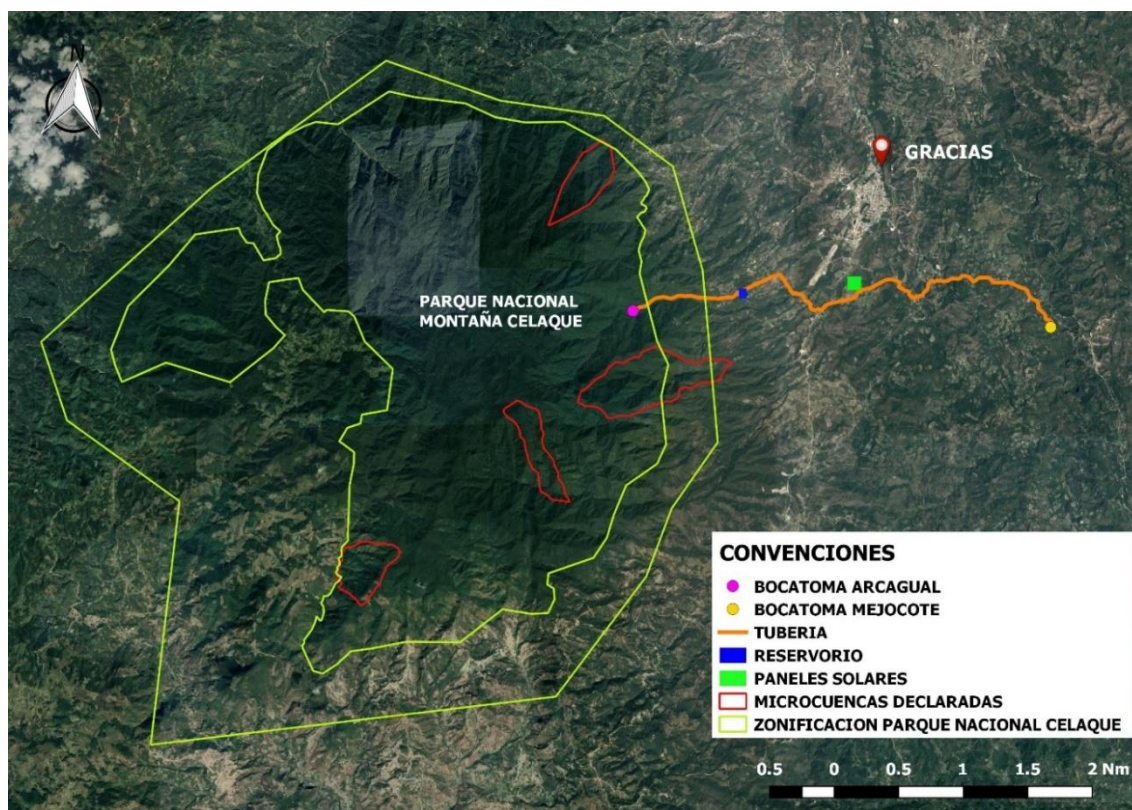 N
GRACIAS
PARQUE NACIONAL
MONTAÑA CELAQUE
CONVENCIONES
BOCATOMA ARCAGUAL
BOCATOMA MEJOCOTE
TUBERIA
RESERVORIO
PANELES SOLARES
MICROCUENCAS DECLARADAS
ZONIFICACION PARQUE NACIONAL CELAQUE
0.5 0 0.5 1 1.5 2 Nm